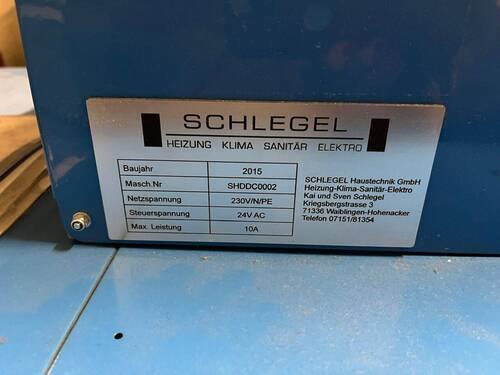 SCHLEGEL
HEIZUNG KLIMA SANITÄR ELEKTRO
Baujahr 2015
Masch.Nr SHDDC0002
Netzspannung 230V/N/PE
Steuerspannung 24V AC
Max. Leistung 10A
SCHLEGEL Haustechnik GmbH
Heizung-Klima-Sanitär-Elektro
Kai und Sven Schlegel
Kriegsbergstrasse 3
71336 Waiblingen-Hohenacker
Telefon 07151/81354